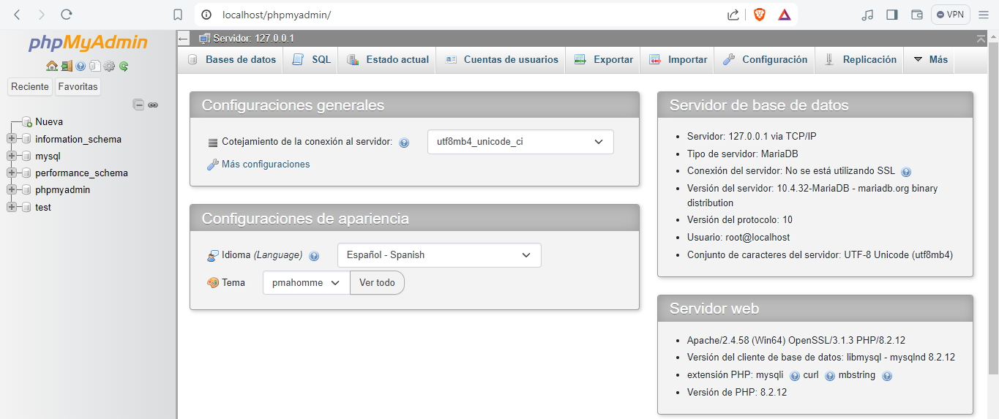 localhost/phpmyadmin/
VPN
phpMyAdmin
Reciente Favoritas
Nueva
information_schema
mysql
performance_schema
phpmyadmin
test
Servidor: 127.0.0.1
Bases de datos SQL Estado actual Cuentas de usuarios Exportar Importar Configuración Replicación Más
Configuraciones generales
Cotejamiento de la conexión al servidor: utf8mb4_unicode_ci
Más configuraciones
Configuraciones de apariencia
Idioma (Language) Español - Spanish
Tema pmahomme Ver todo
Servidor de base de datos
Servidor: 127.0.0.1 via TCP/IP
Tipo de servidor: MariaDB
Conexión del servidor: No se está utilizando SSL
Versión del servidor: 10.4.32-MariaDB - mariadb.org binary
distribution
Versión del protocolo: 10
Usuario: root@localhost
Conjunto de caracteres del servidor: UTF-8 Unicode (utf8mb4)
Servidor web
Apache/2.4.58 (Win64) OpenSSL/3.1.3 PHP/8.2.12
Versión del cliente de base de datos: libmysql - mysqlnd 8.2.12
extensión PHP: mysqli curl mbstring
Versión de PHP: 8.2.12